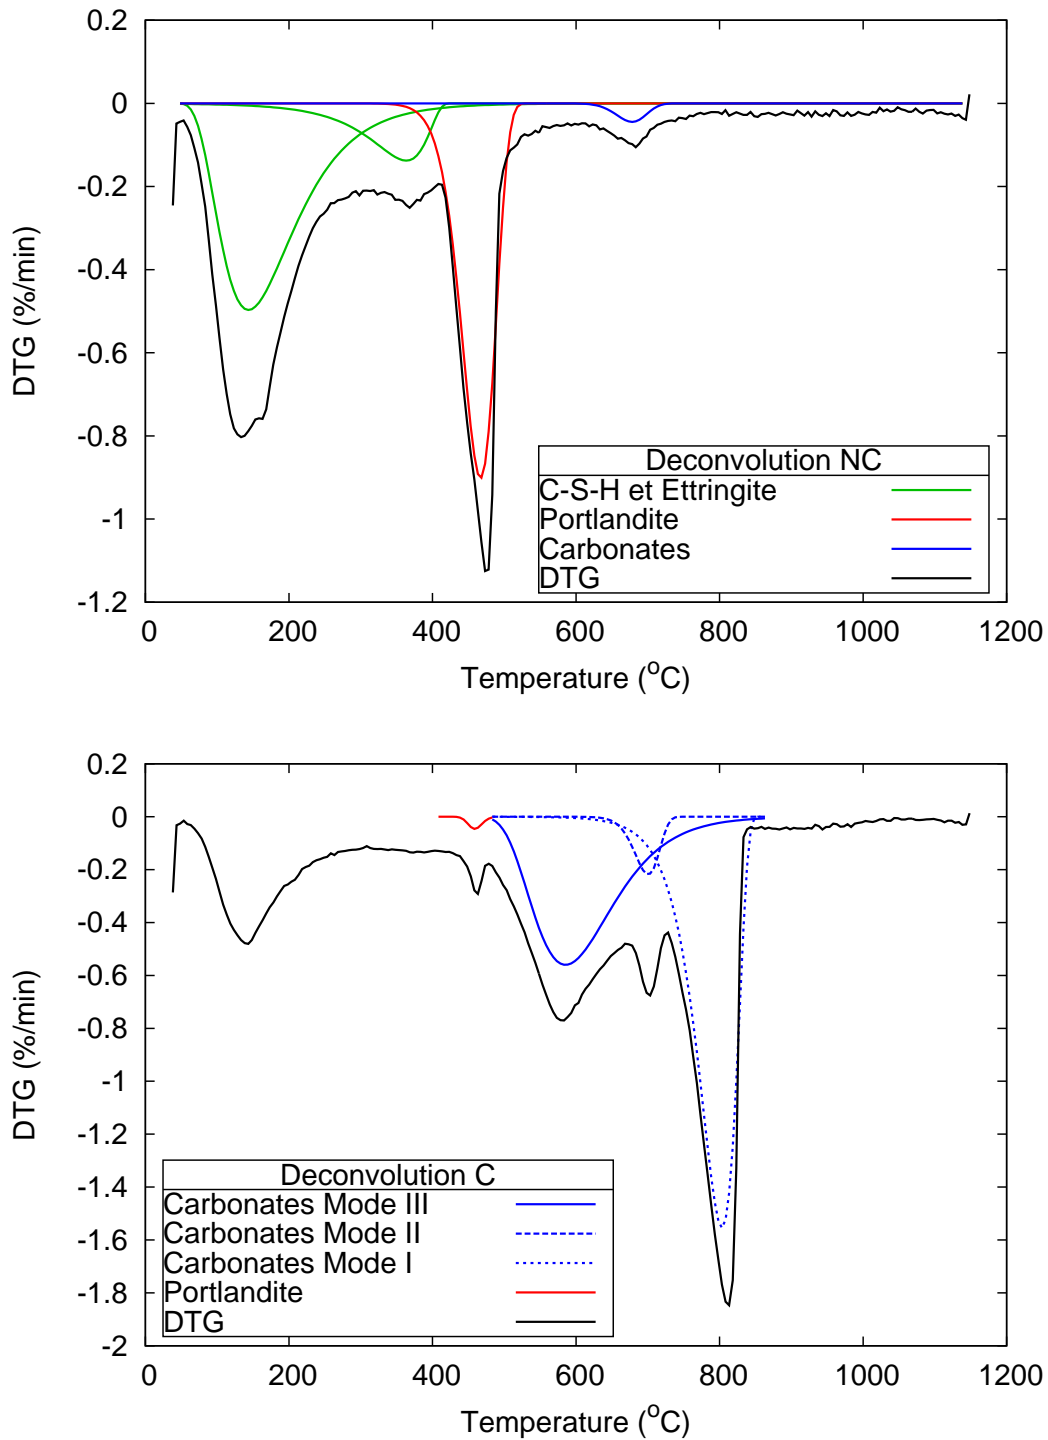 0.2
0
-0.2
-0.4
-0.6
-0.8
-1
-1.2
DTG (%/min)
Deconvolution NC
C-S-H et Ettringite
Portlandite
Carbonates
DTG
0 200 400 600 800 1000 1200
Temperature (°C)
0.2
0
-0.2
-0.4
-0.6
-0.8
-1
-1.2
-1.4
-1.6
-1.8
-2
DTG (%/min)
Deconvolution C
Carbonates Mode III
Carbonates Mode II
Carbonates Mode I
Portlandite
DTG
0 200 400 600 800 1000 1200
Temperature (°C)